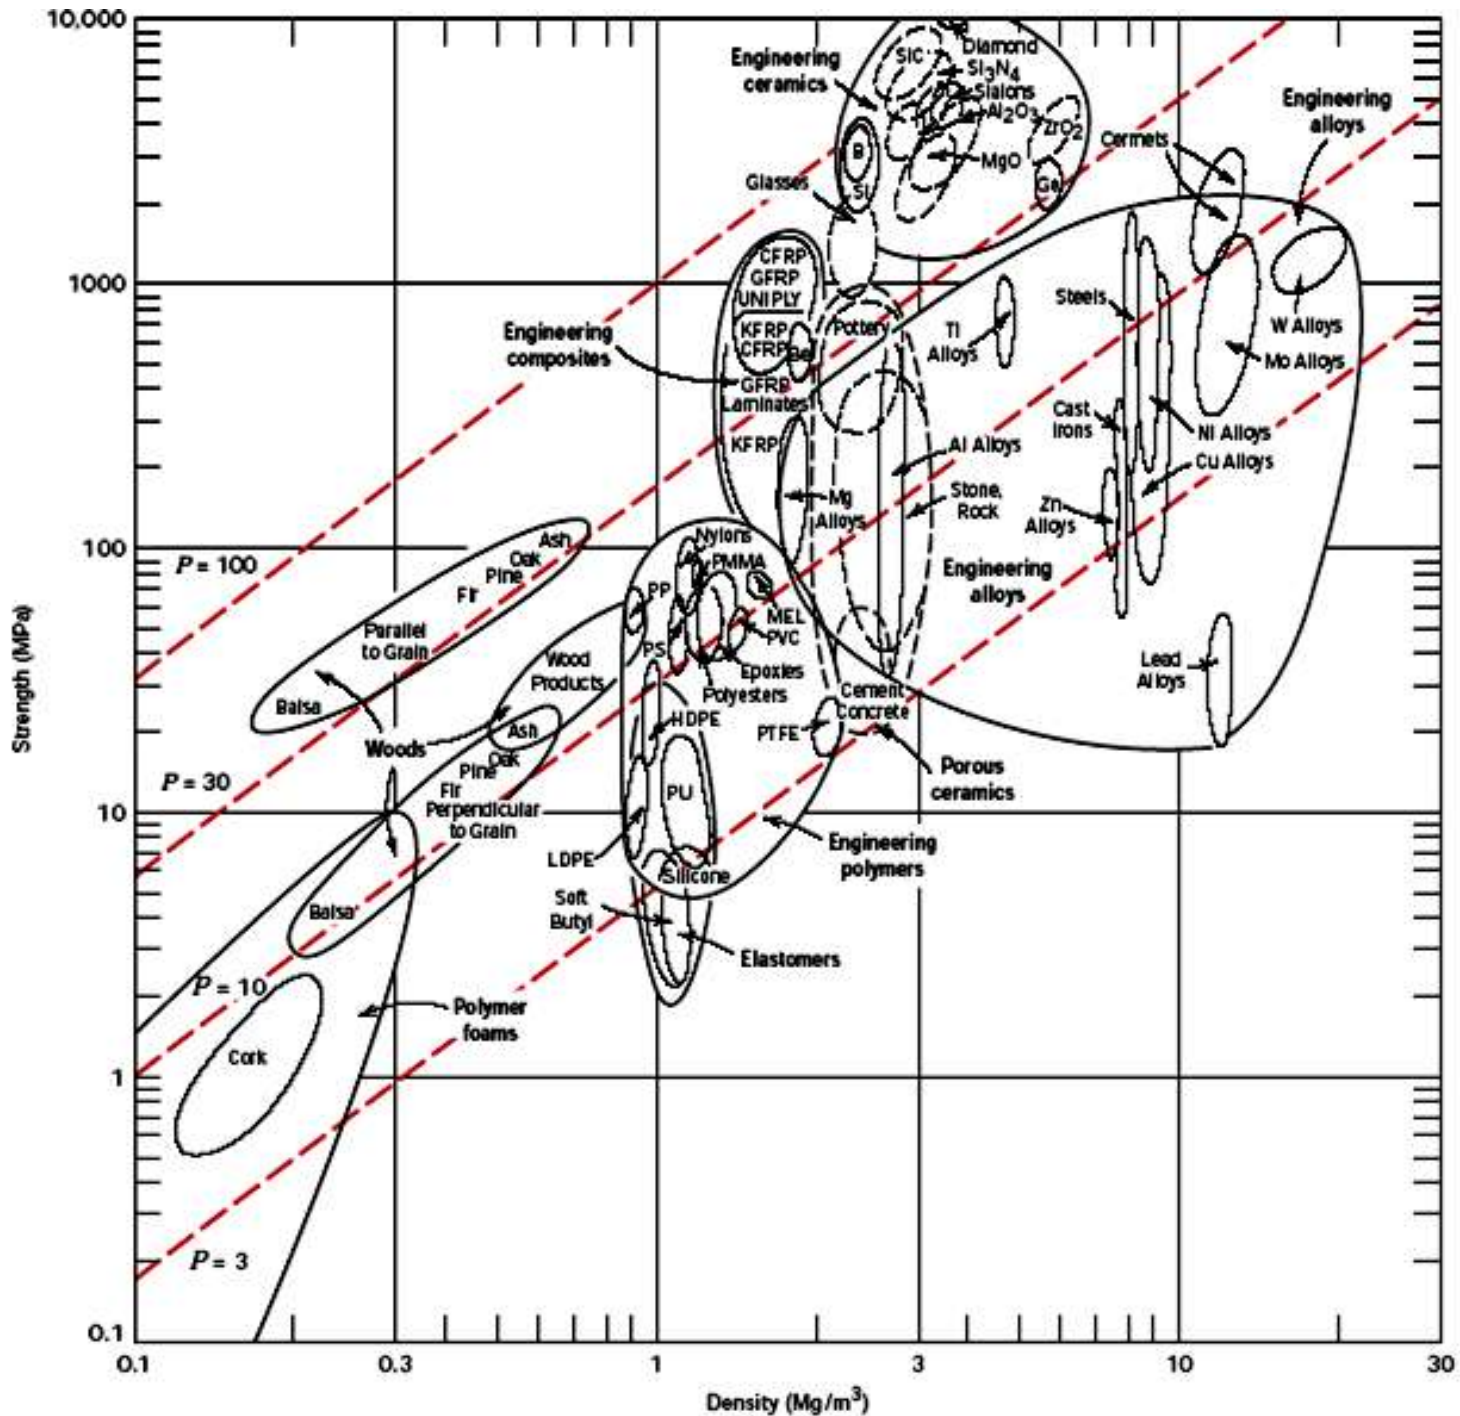 10,000
1000
100
10
1
0.1
Strength (MPa)
0.1
0.3
1
3
10
30
Density (Mg/m³)
Engineering
ceramics
SiC
Diamond
Si₃N₄
Sialons
Al₂O₃
ZrO₂
MgO
B
Si
Ge
Glasses
Cermets
Engineering
alloys
CFRP
GFRP
UNIPLY
KFRP
CFRP
Be
GFRP
Laminates
KFRP
Engineering
composites
Pottery
Ti
Alloys
Steels
W Alloys
Mo Alloys
Cast
Irons
Ni Alloys
Cu Alloys
Al Alloys
Mg
Alloys
Stone,
Rock
Zn
Alloys
Engineering
alloys
Lead
Alloys
P = 100
P = 30
P = 10
P = 3
Ash
Oak
Pine
Fir
Parallel
to Grain
Balsa
Woods
Wood
Products
Ash
Oak
Pine
Fir
Perpendicular
to Grain
Balsa
Nylons
PMMA
PP
MEL
PVC
PS
Epoxies
Polyesters
HDPE
PTFE
Cement
Concrete
Porous
ceramics
PU
LDPE
Engineering
polymers
Silicone
Soft
Butyl
Elastomers
Polymer
foams
Cork